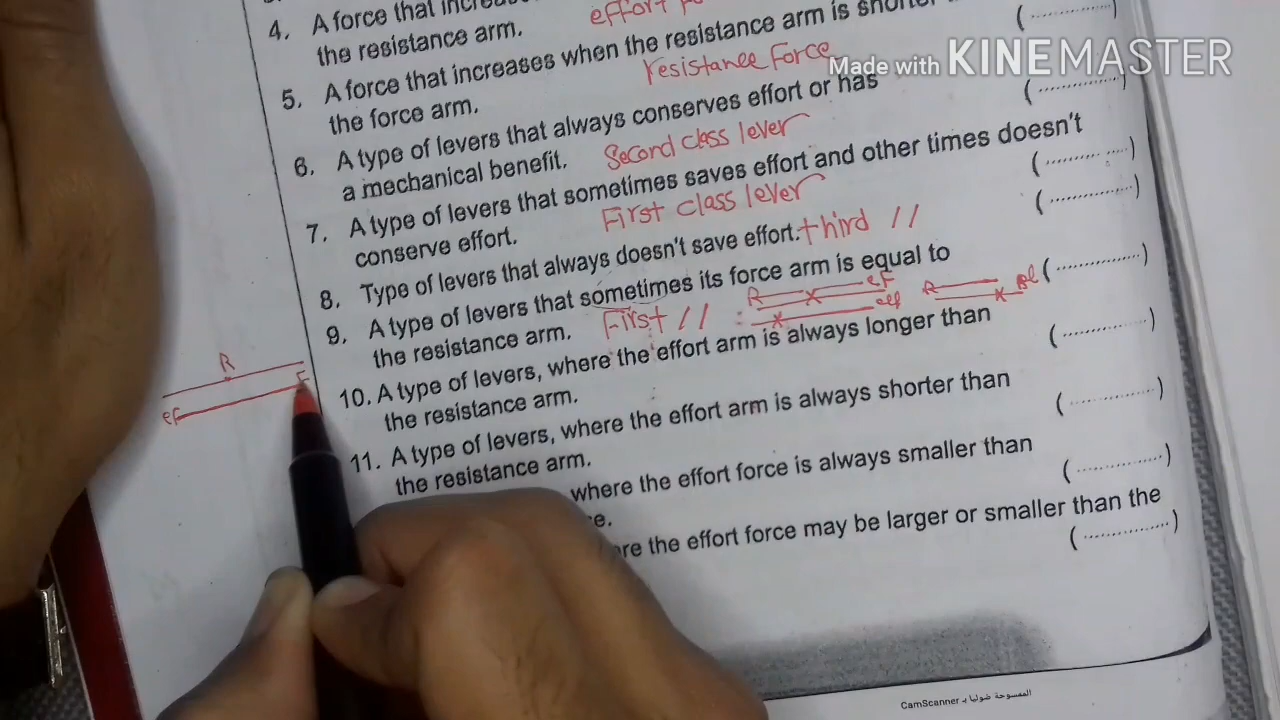 4. A force that
effort
the resistance arm.
5. A force that increases when the resistance arm is
(..............)
the force arm.
resistance Force
Made with KINEMASTER
6. A type of levers that always conserves effort or has
(..............)
a mechanical benefit.
Second class lever
7. A type of levers that sometimes saves effort and other times doesn't
conserve effort.
First class lever
(..............)
8. Type of levers that always doesn't save effort.
third //
(..............)
9. A type of levers that sometimes its force arm is equal to
the resistance arm.
First //
R eF
X
R
X
(..............)
10. A type of levers, where the effort arm is always longer than
the resistance arm.
(..............)
11. A type of levers, where the effort arm is always shorter than
the resistance arm.
(..............)
where the effort force is always smaller than
(..............)
the effort force may be larger or smaller than the
(..............)
R
eF F
الممسوحة ضوئيا بـ CamScanner